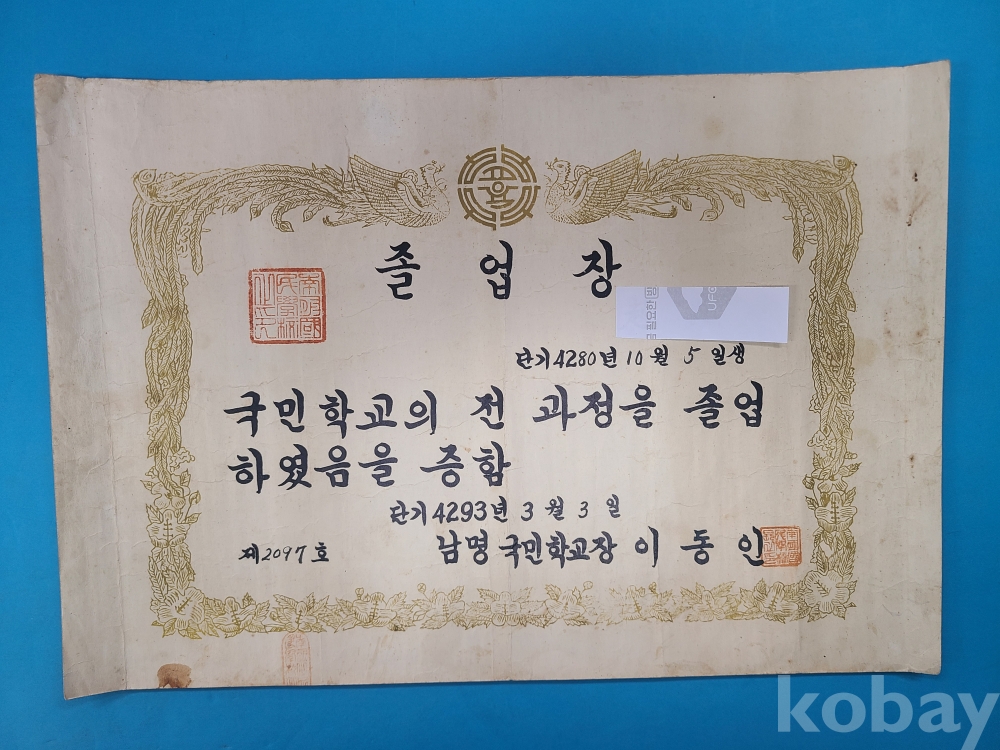 졸업장
단기 4280년 10월 5일생
국민학교의 전 과정을 졸업
하였음을 증함
단기 4293년 3월 3일
제2097호
남명국민학교장 이동인
kobay